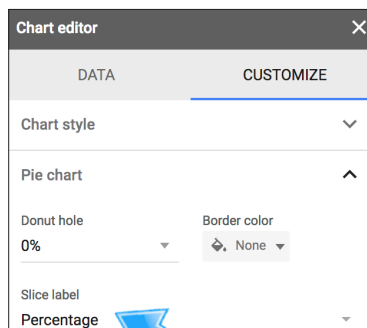 Chart editor
DATA CUSTOMIZE
Chart style
Pie chart
Donut hole Border color
0% None
Slice label
Percentage